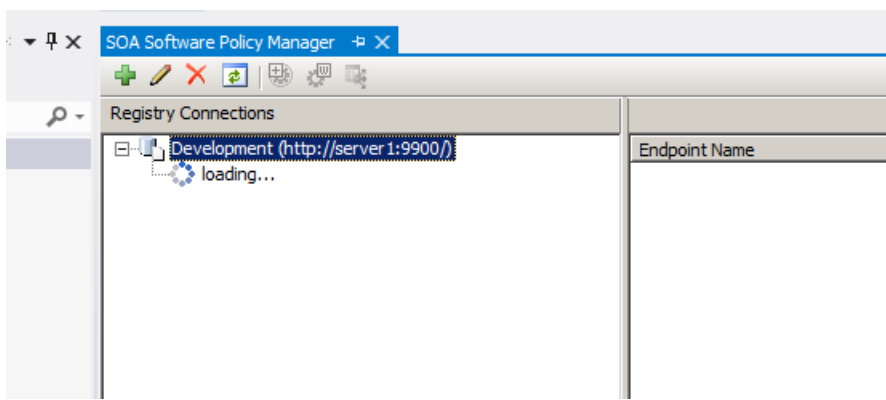 SOA Software Policy Manager
Registry Connections
Endpoint Name
Development (http://server1:9900/)
loading...